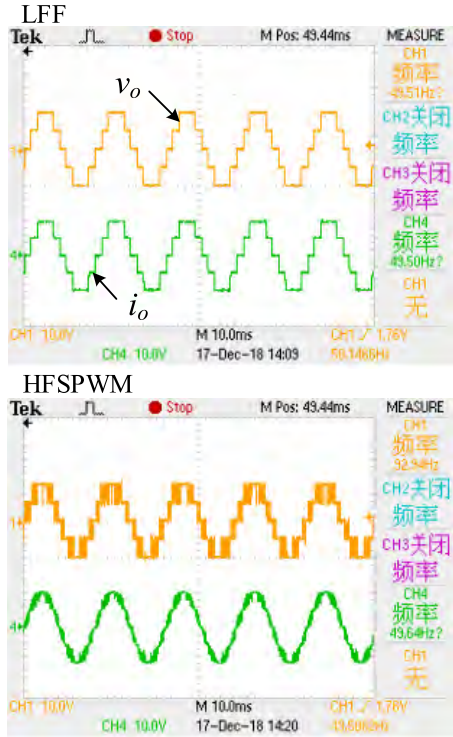 LFF
Tek Stop M Pos: 49.44ms MEASURE
CH1
频率
49.51Hz?
vo
CH2关闭
频率
CH3关闭
频率
CH4
频率
49.50Hz?
io
CH1
无
CH1 10.0V M 10.0ms CH1 / 1.76V
CH4 10.0V 17-Dec-18 14:09 50.1466Hz
HFSPWM
Tek Stop M Pos: 49.44ms MEASURE
CH1
频率
92.94Hz
CH2关闭
频率
CH3关闭
频率
CH4
频率
49.64Hz?
CH1
无
CH1 10.0V M 10.0ms CH1 / 1.76V
CH4 10.0V 17-Dec-18 14:20